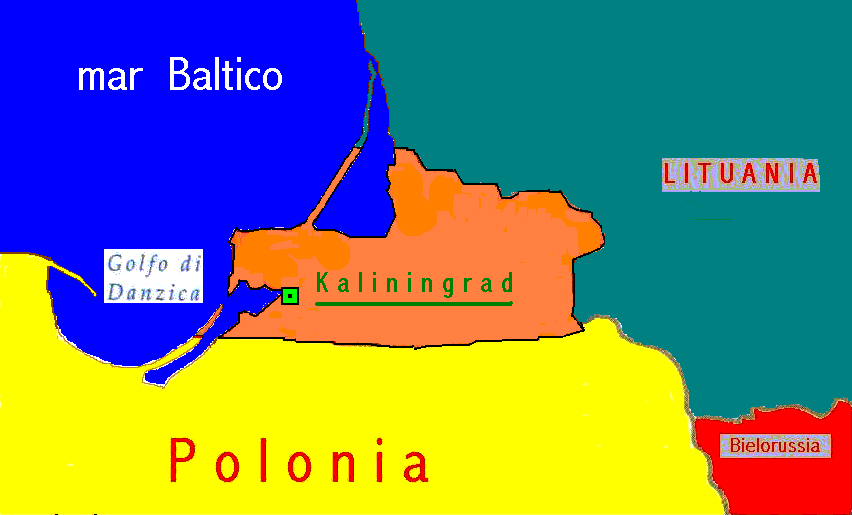 mar Baltico
LITUANIA
Golfo di
Danzica
Kaliningrad
Polonia
Bielorussia